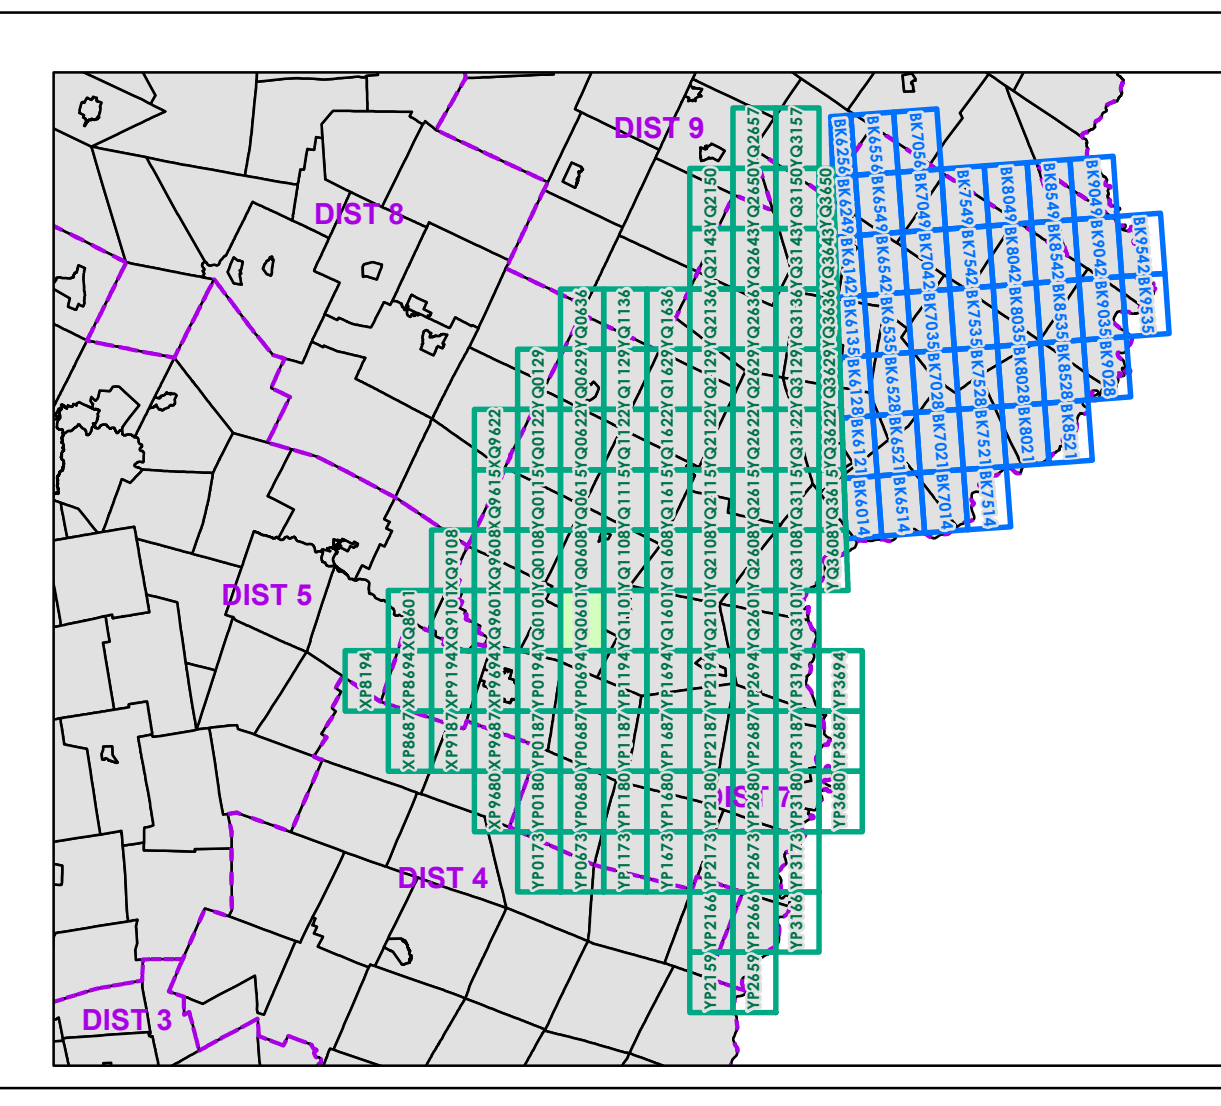 DIST 9
DIST 8
DIST 5
DIST 7
DIST 4
DIST 3
YQ2657 YQ3157
YQ2150 YQ2650 YQ3150 YQ3650
YQ2143 YQ2643 YQ3143 YQ3643
YQ0636 YQ1136 YQ1636 YQ2136 YQ2636 YQ3136 YQ3636
YQ0129 YQ0629 YQ1129 YQ1629 YQ2129 YQ2629 YQ3129 YQ3629
XQ9622 YQ0122 YQ0622 YQ1122 YQ1622 YQ2122 YQ2622 YQ3122 YQ3622
XQ9615 YQ0115 YQ0615 YQ1115 YQ1615 YQ2115 YQ2615 YQ3115 YQ3615
XQ9108 XQ9608 YQ0108 YQ0608 YQ1108 YQ1608 YQ2108 YQ2608 YQ3108 YQ3608
XQ8601 XQ9101 XQ9601 YQ0101 YQ0601 YQ1101 YQ1601 YQ2101 YQ2601 YQ3101
XP8194 XP8694 XP9194 XP9694 YP0194 YP0694 YP1194 YP1694 YP2194 YP2694 YP3194 YP3694
XP8687 XP9187 XP9687 YP0187 YP0687 YP1187 YP1687 YP2187 YP2687 YP3187 YP3687
XP9680 YP0180 YP0680 YP1180 YP1680 YP2180 YP2680 YP3180 YP3680
YP0173 YP0673 YP1173 YP1673 YP2173 YP2673 YP3173
YP2166 YP2666 YP3166
YP2159 YP2659
BK6256 BK6556 BK7056
BK6249 BK6549 BK7049 BK7549 BK8049 BK8549 BK9049
BK6142 BK6542 BK7042 BK7542 BK8042 BK8542 BK9042 BK9542
BK6135 BK6535 BK7035 BK7535 BK8035 BK8535 BK9035 BK9535
BK6128 BK6528 BK7028 BK7528 BK8028 BK8528 BK9028
BK6121 BK6521 BK7021 BK7521 BK8021 BK8521
BK6014 BK6514 BK7014 BK7514